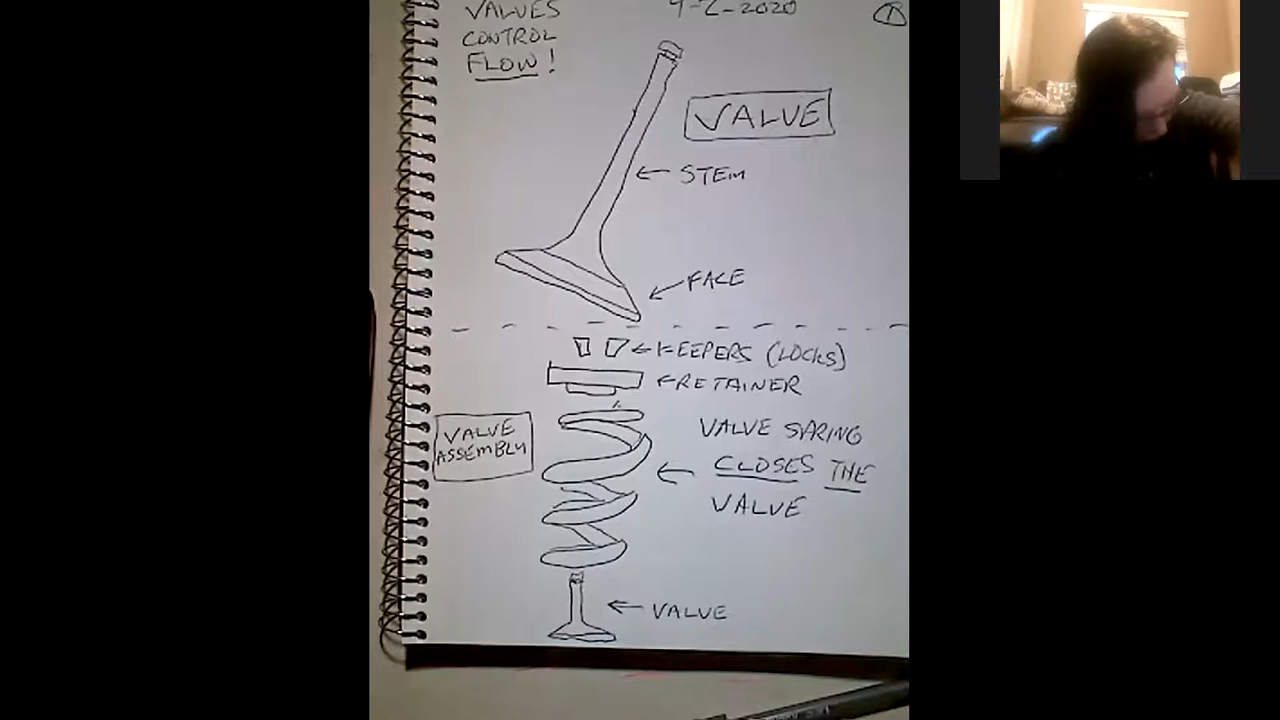 VALVES
CONTROL
FLOW!
9-2-2020
1
VALVE
STEM
FACE
KEEPERS (LOCKS)
RETAINER
VALVE
ASSEMBLY
VALVE SPRING
CLOSES THE
VALVE
VALVE